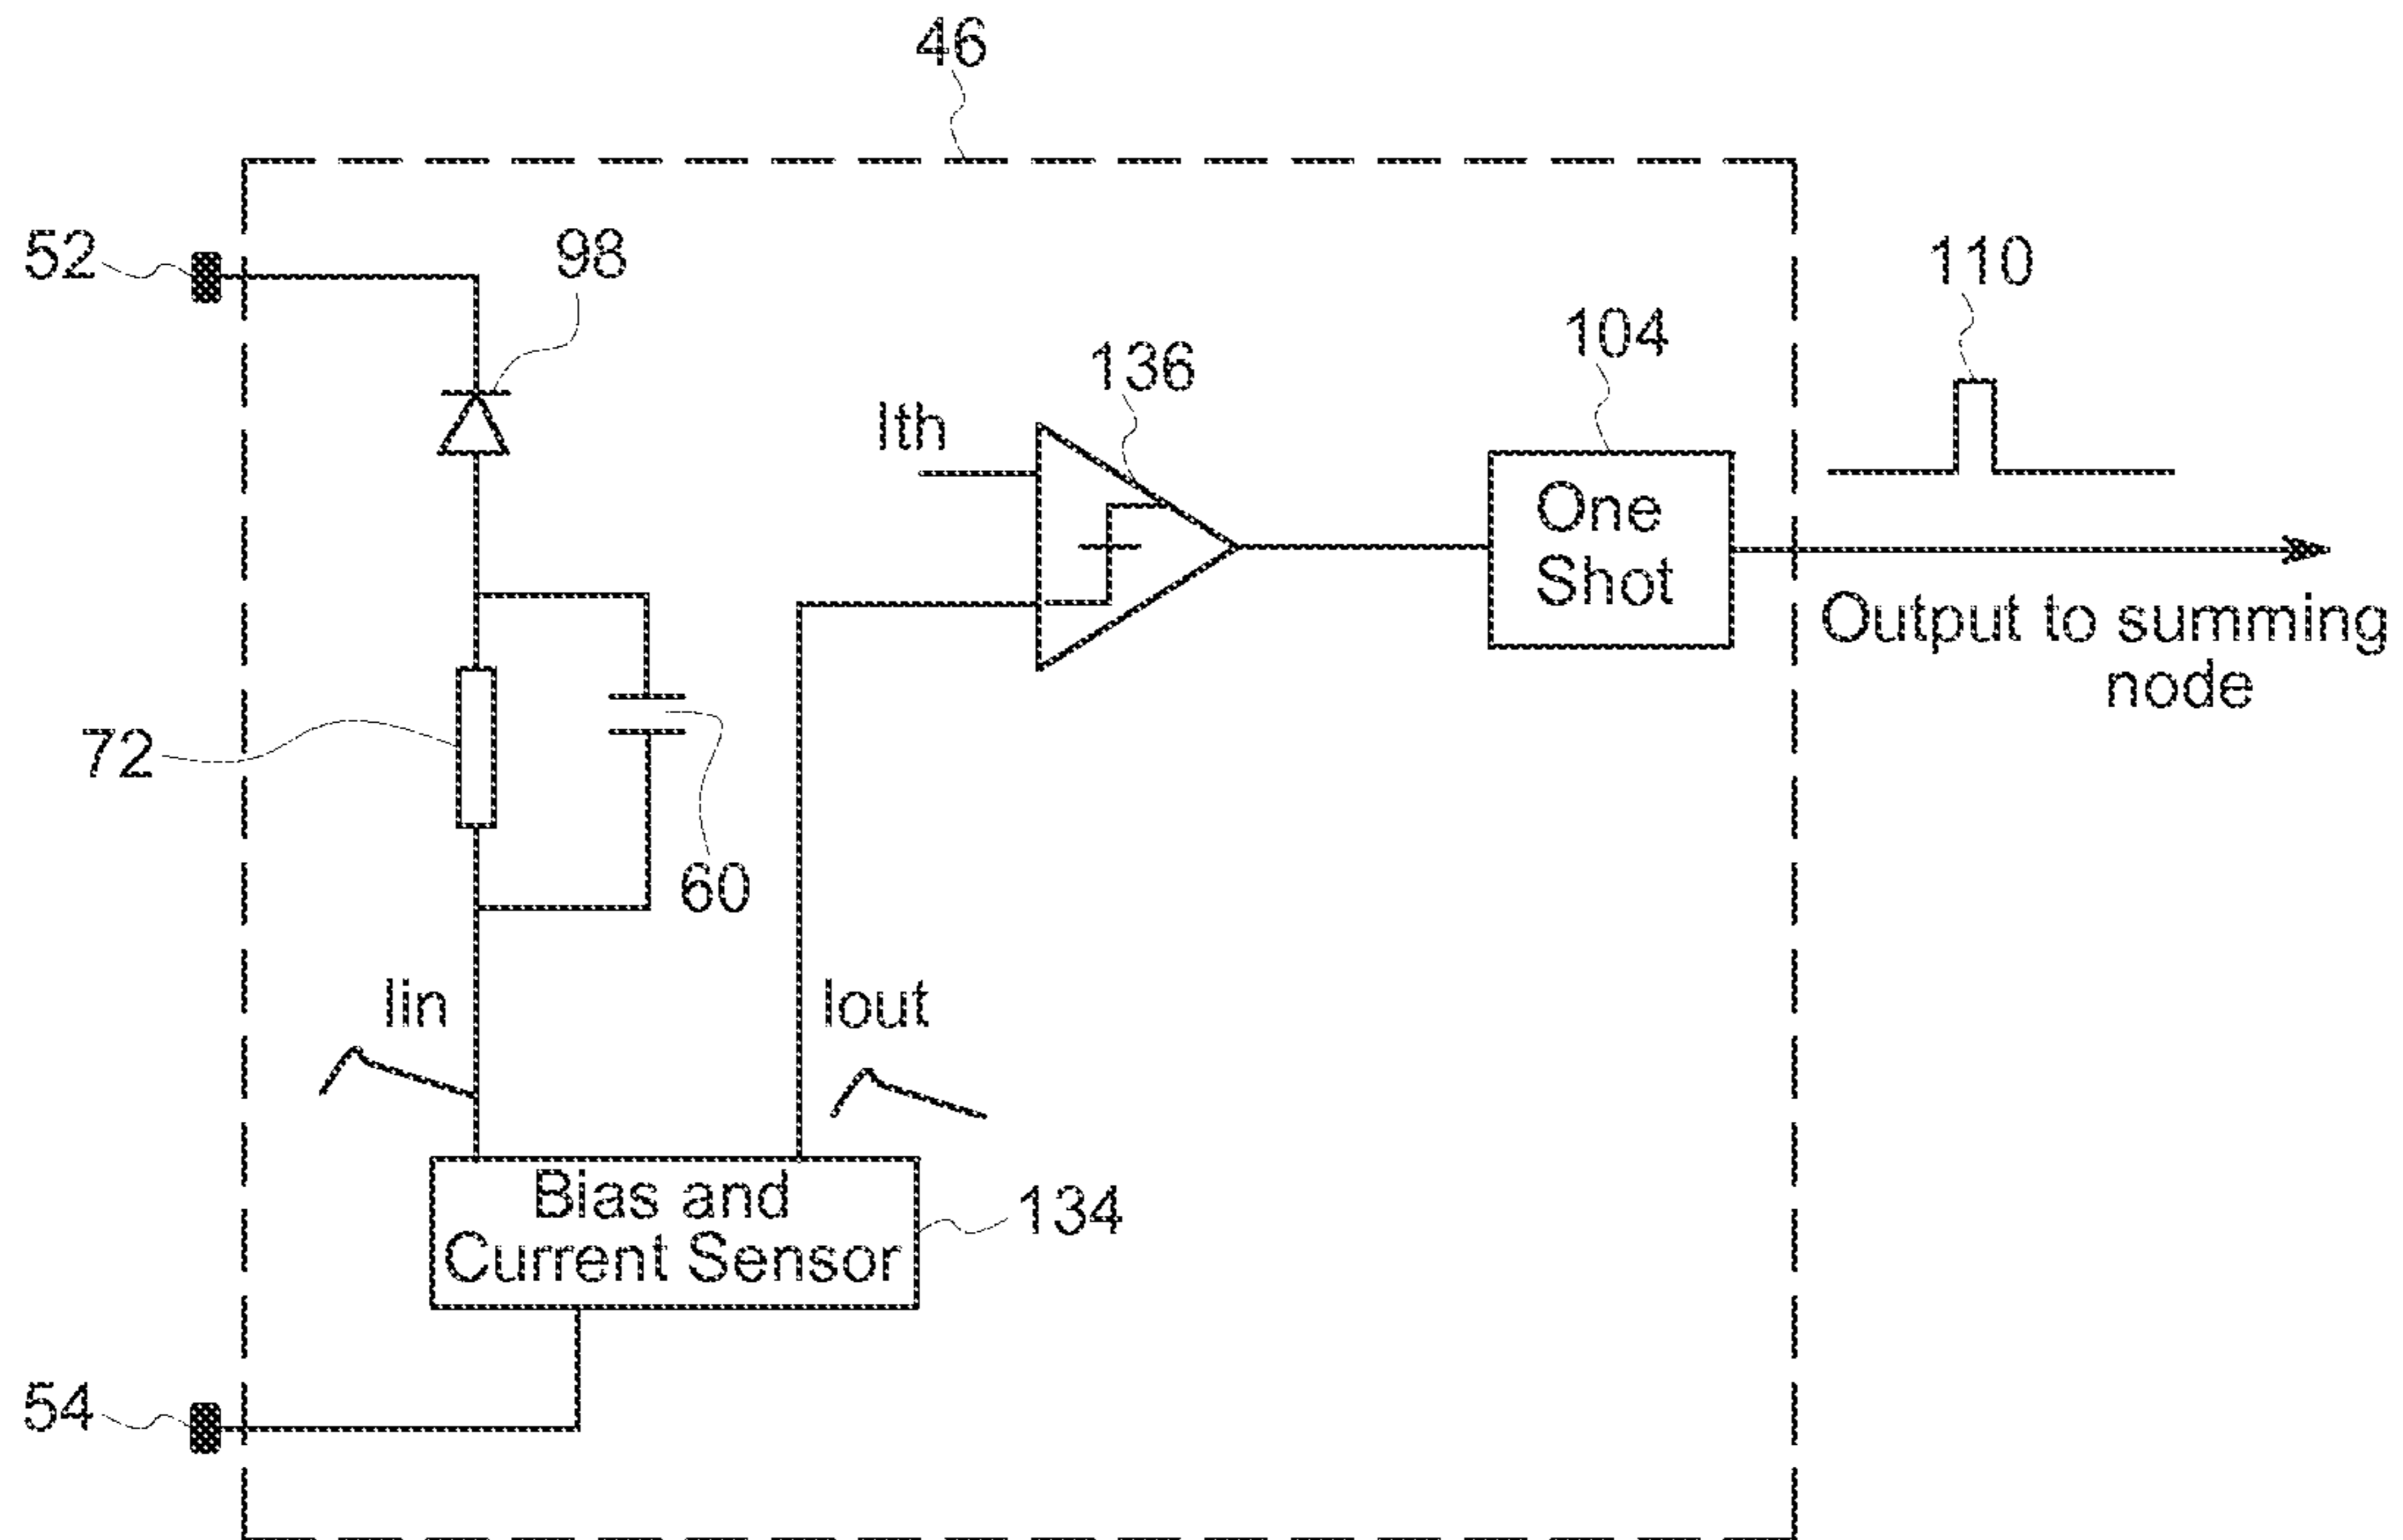 46
52
98
110
104
136
Ith
One
Shot
Output to summing
node
72
60
Iin
Iout
Bias and
Current Sensor
134
54